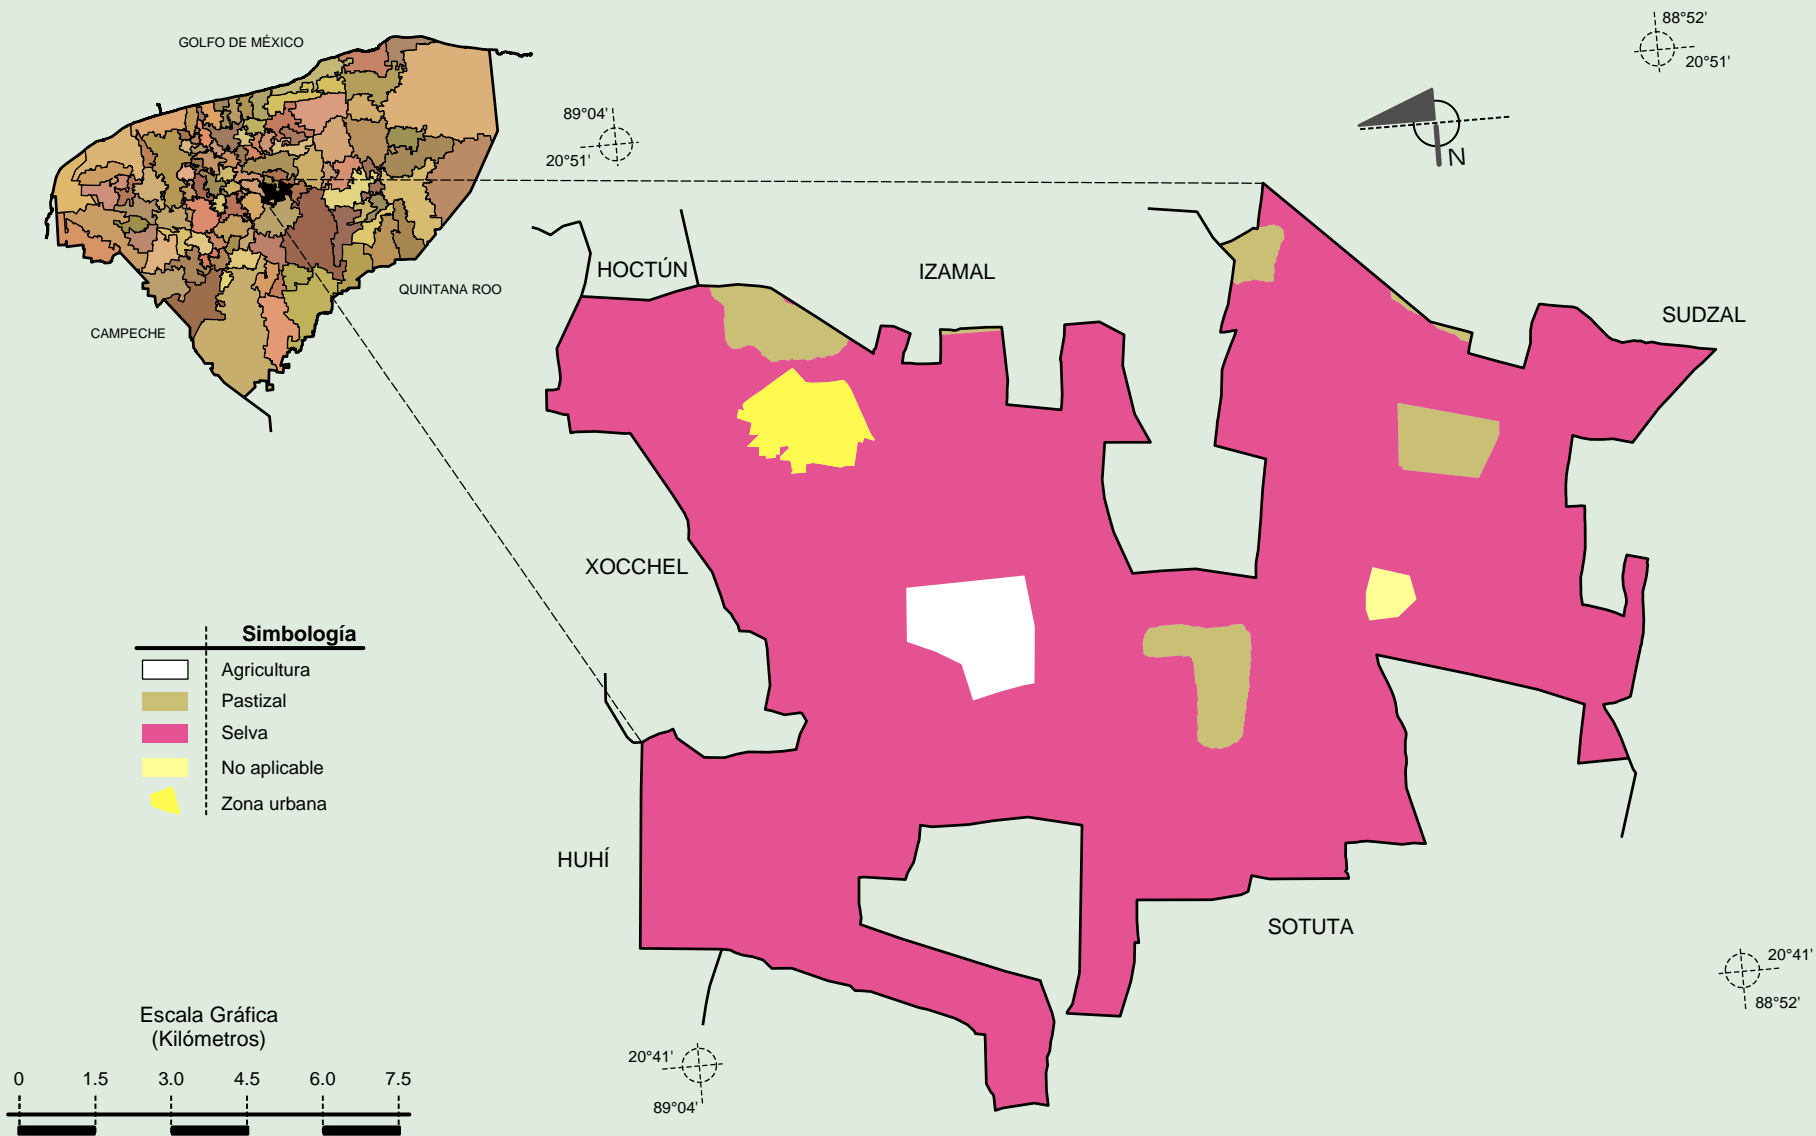 88°52'
20°51'
GOLFO DE MÉXICO
89°04'
20°51'
N
HOCTÚN
IZAMAL
QUINTANA ROO
SUDZAL
CAMPECHE
XOCCHEL
Simbología
Agricultura
Pastizal
Selva
No aplicable
Zona urbana
HUHÍ
SOTUTA
20°41'
88°52'
Escala Gráfica
(Kilómetros)
20°41'
89°04'
0 1.5 3.0 4.5 6.0 7.5